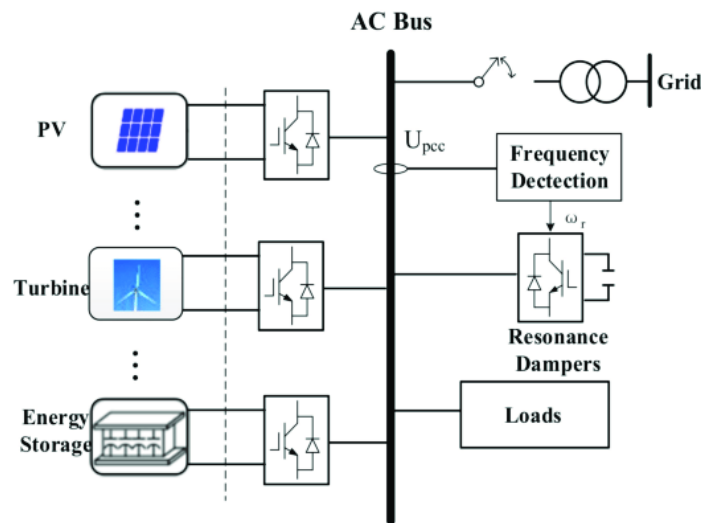 AC Bus
Grid
PV
Upcc
Frequency
Dectection
ωr
Turbine
Resonance
Dampers
Energy
Storage
Loads